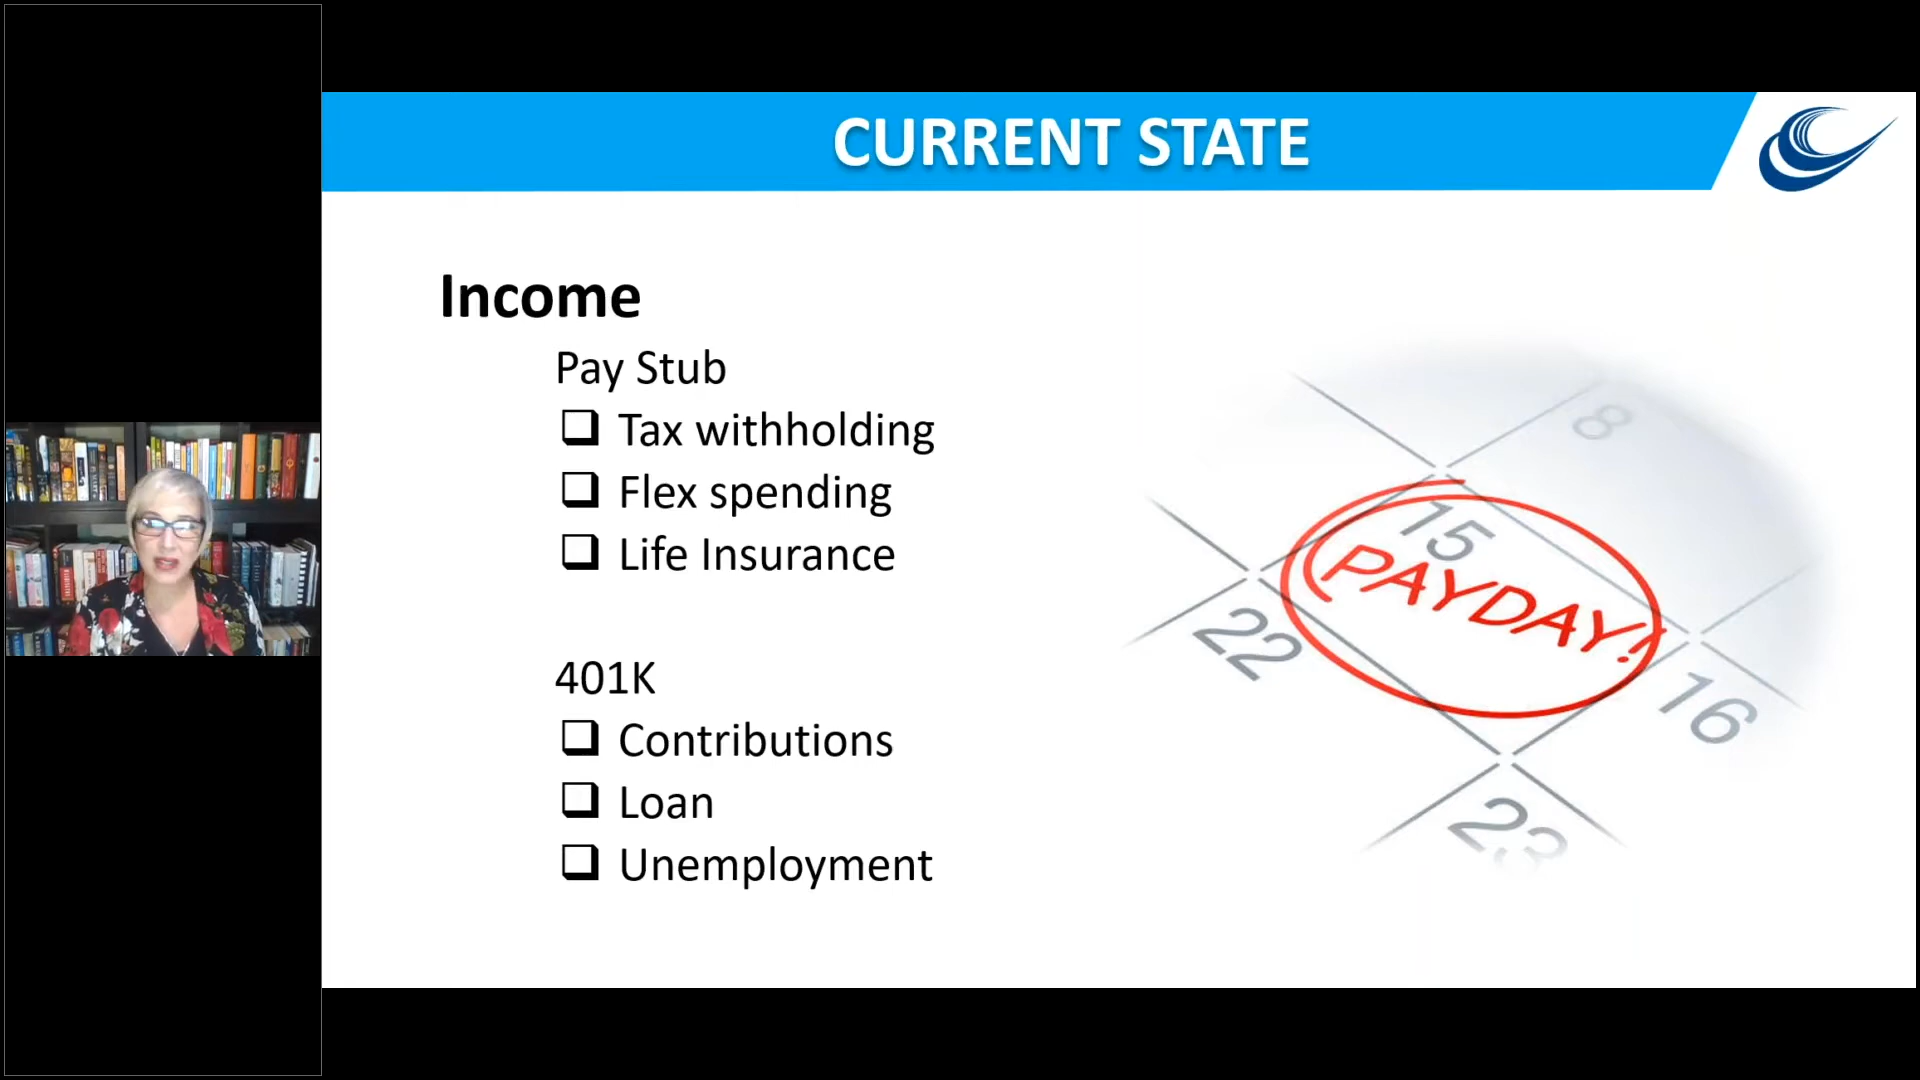 CURRENT STATE
Income
Pay Stub
❑ Tax withholding
❑ Flex spending
❑ Life Insurance
401K
❑ Contributions
❑ Loan
❑ Unemployment
8
15
PAYDAY!
22
16
23